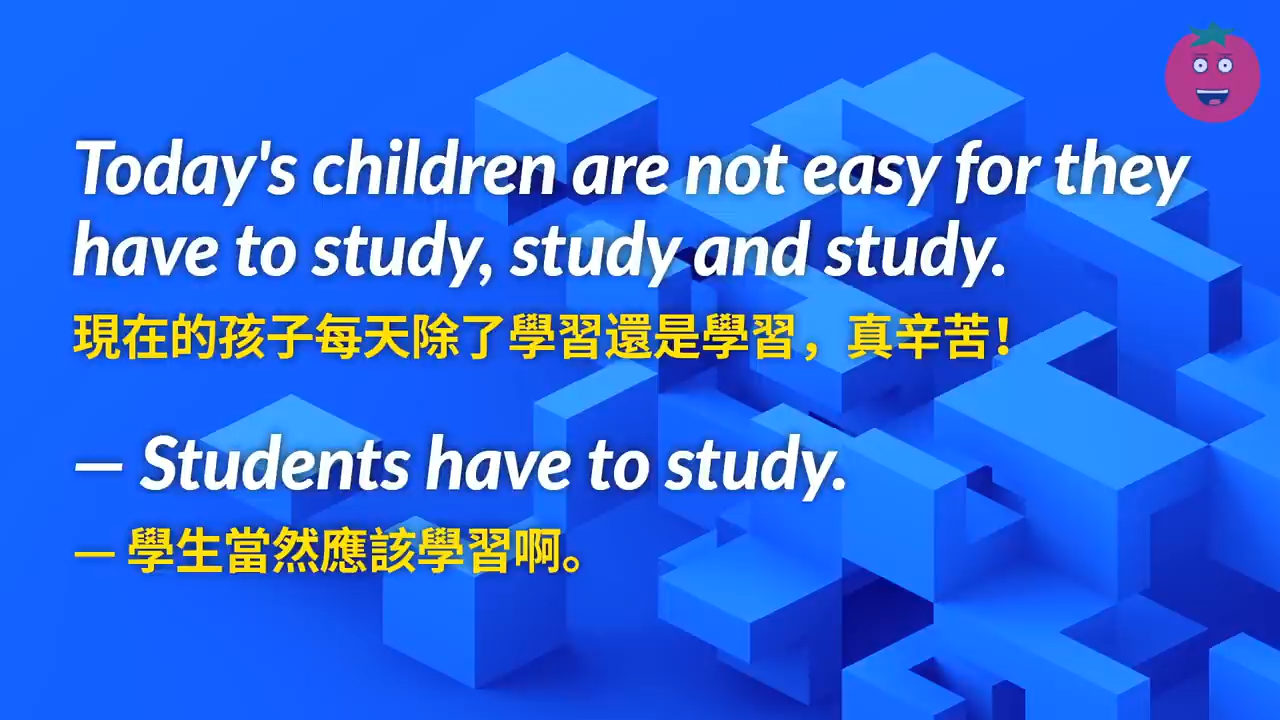 Today's children are not easy for they
have to study, study and study.
現在的孩子每天除了學習還是學習，真辛苦！
— Students have to study.
— 學生當然應該學習啊。